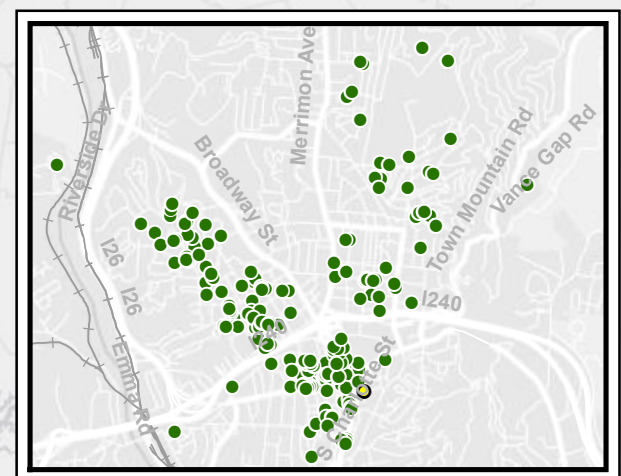 Merrimon Ave
Riverside Dr
Broadway St
Town Mountain Rd
Vance Gap Rd
I26
I26
I240
I240
Emma Rd
S Charlotte St